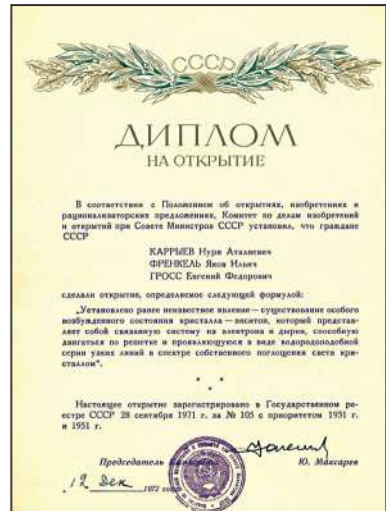 СССР
ДИПЛОМ
НА ОТКРЫТИЕ
В соответствии с Положением об открытиях, изобретениях и
рационализаторских предложениях, Комитет по делам изобретений
и открытий при Совете Министров СССР установил, что граждане
СССР
КАРРЫЕВ Нури Аталиевич
ФРЕНКЕЛЬ Яков Ильич
ГРОСС Евгений Федорович
сделали открытие, определяемое следующей формулой:
„Установлено ранее неизвестное явление – существование особого
возбужденного состояния кристалла – экситон, который представ-
ляет собой связанную систему из электрона и дырки, способную
двигаться по решетке и проявляющуюся в виде водородоподобной
серии узких линий в спектре собственного поглощения света кри-
сталлом“.
* * *
Настоящее открытие зарегистрировано в Государственном ре-
естре СССР 28 сентября 1971 г. за № 105 с приоритетом 1931 г.
и 1951 г.
Председатель
Ю. Максарев
12 Дек 1972